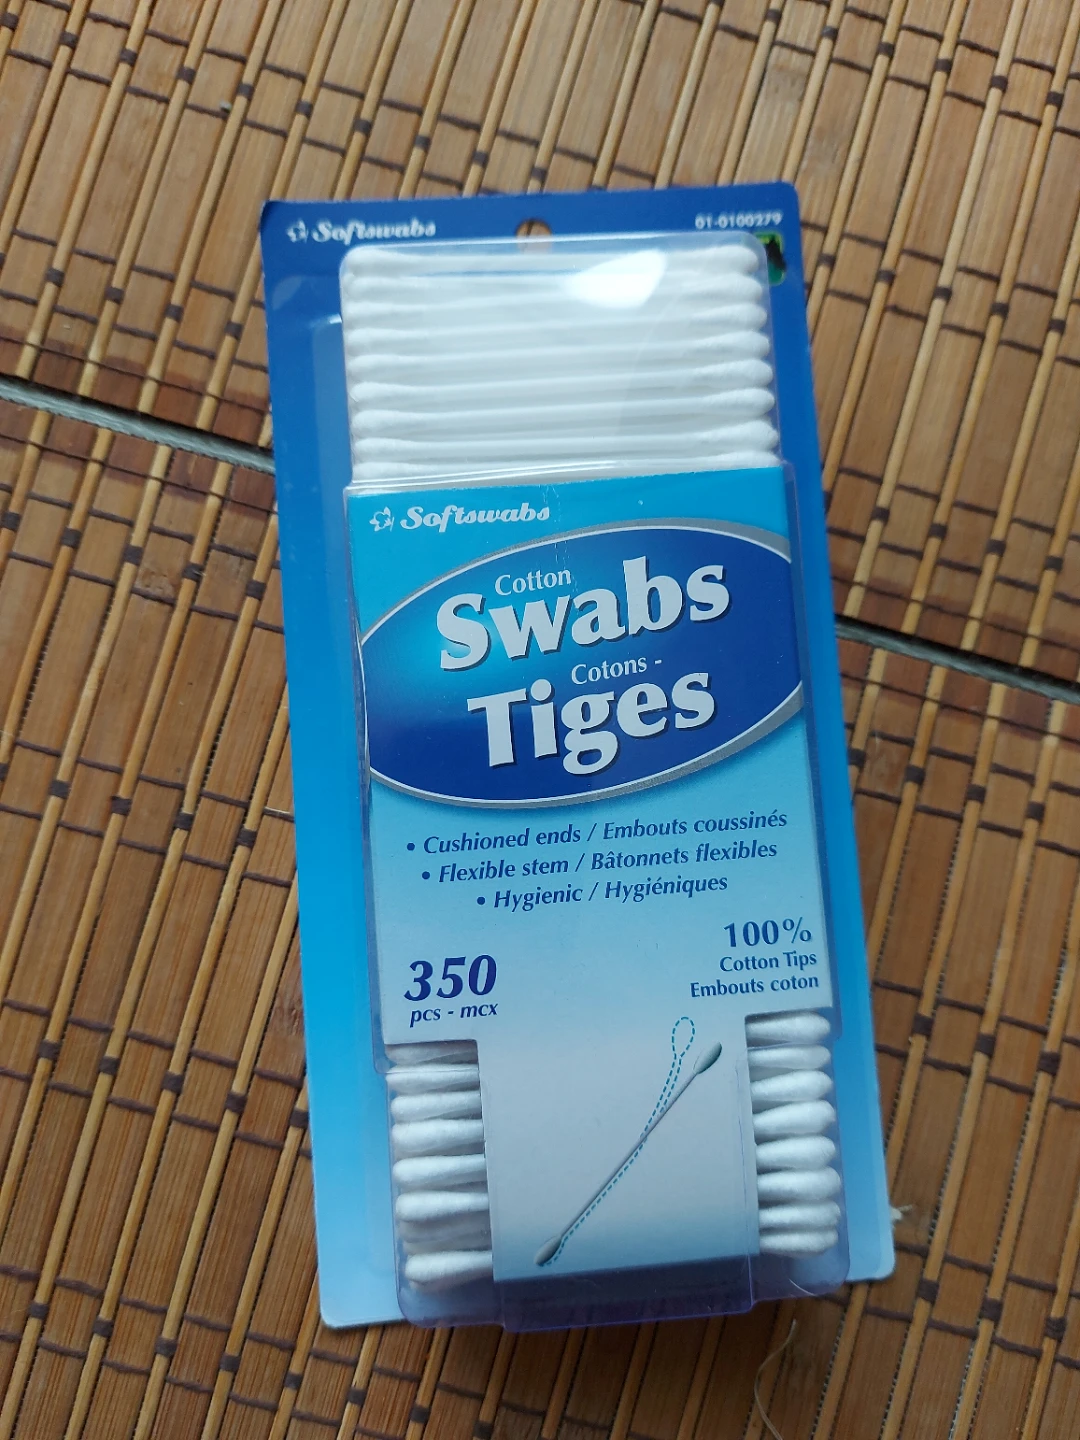 Softswabs
01-0100279
Softswabs
Cotton
Swabs
Cotons -
Tiges
• Cushioned ends / Embouts coussinés
• Flexible stem / Bâtonnets flexibles
• Hygienic / Hygiéniques
350
pcs - mcx
100%
Cotton Tips
Embouts coton